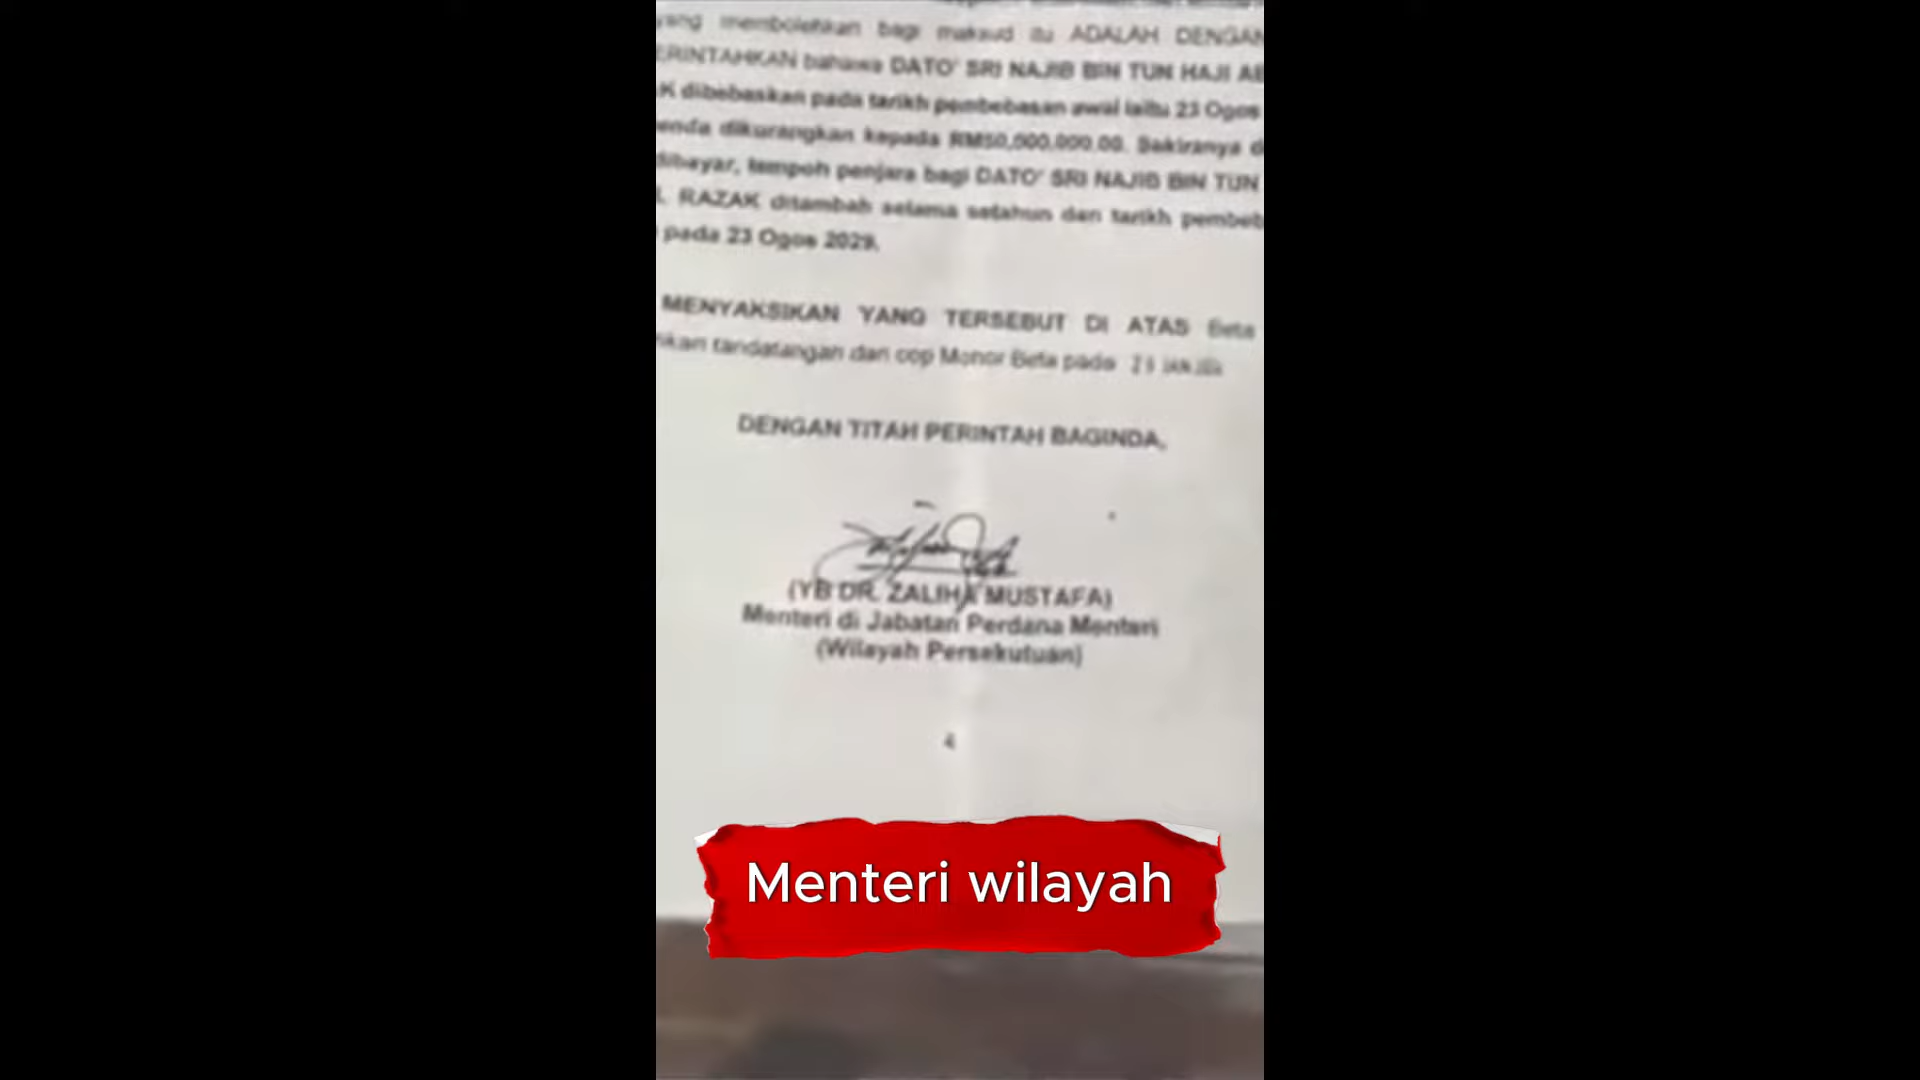 yang membolehkan bagi maksud itu ADALAH DENGAN
ERINTAHKAN bahawa DATO' SRI NAJIB BIN TUN HAJI AB
K dibebaskan pada tarikh pembebasan awal iaitu 23 Ogos
enda dikurangkan kepada RM50,000,000.00. Sekiranya d
dibayar, tempoh penjara bagi DATO' SRI NAJIB BIN TUN
L RAZAK ditambah selama setahun dan tarikh pembeb
pada 23 Ogos 2029.
MENYAKSIKAN YANG TERSEBUT DI ATAS Beta
kan tandatangan dan cop Mohor Beta pada
DENGAN TITAH PERINTAH BAGINDA,
(YB DR. ZALIHA MUSTAFA)
Menteri di Jabatan Perdana Menteri
(Wilayah Persekutuan)
4
Menteri wilayah